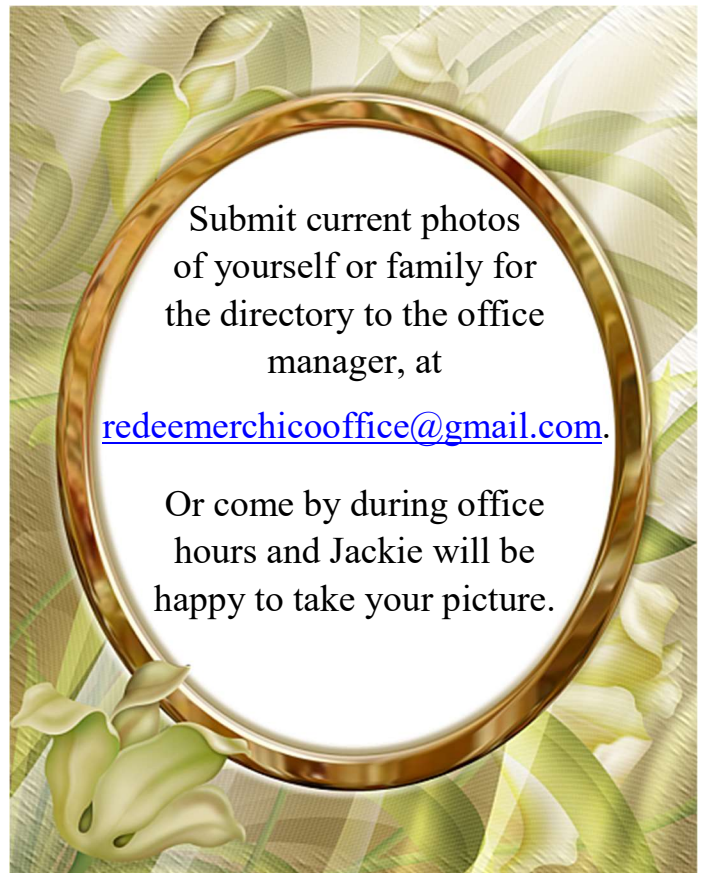 Submit current photos
of yourself or family for
the directory to the office
manager, at
redeemerchicooffice@gmail.com.
Or come by during office
hours and Jackie will be
happy to take your picture.